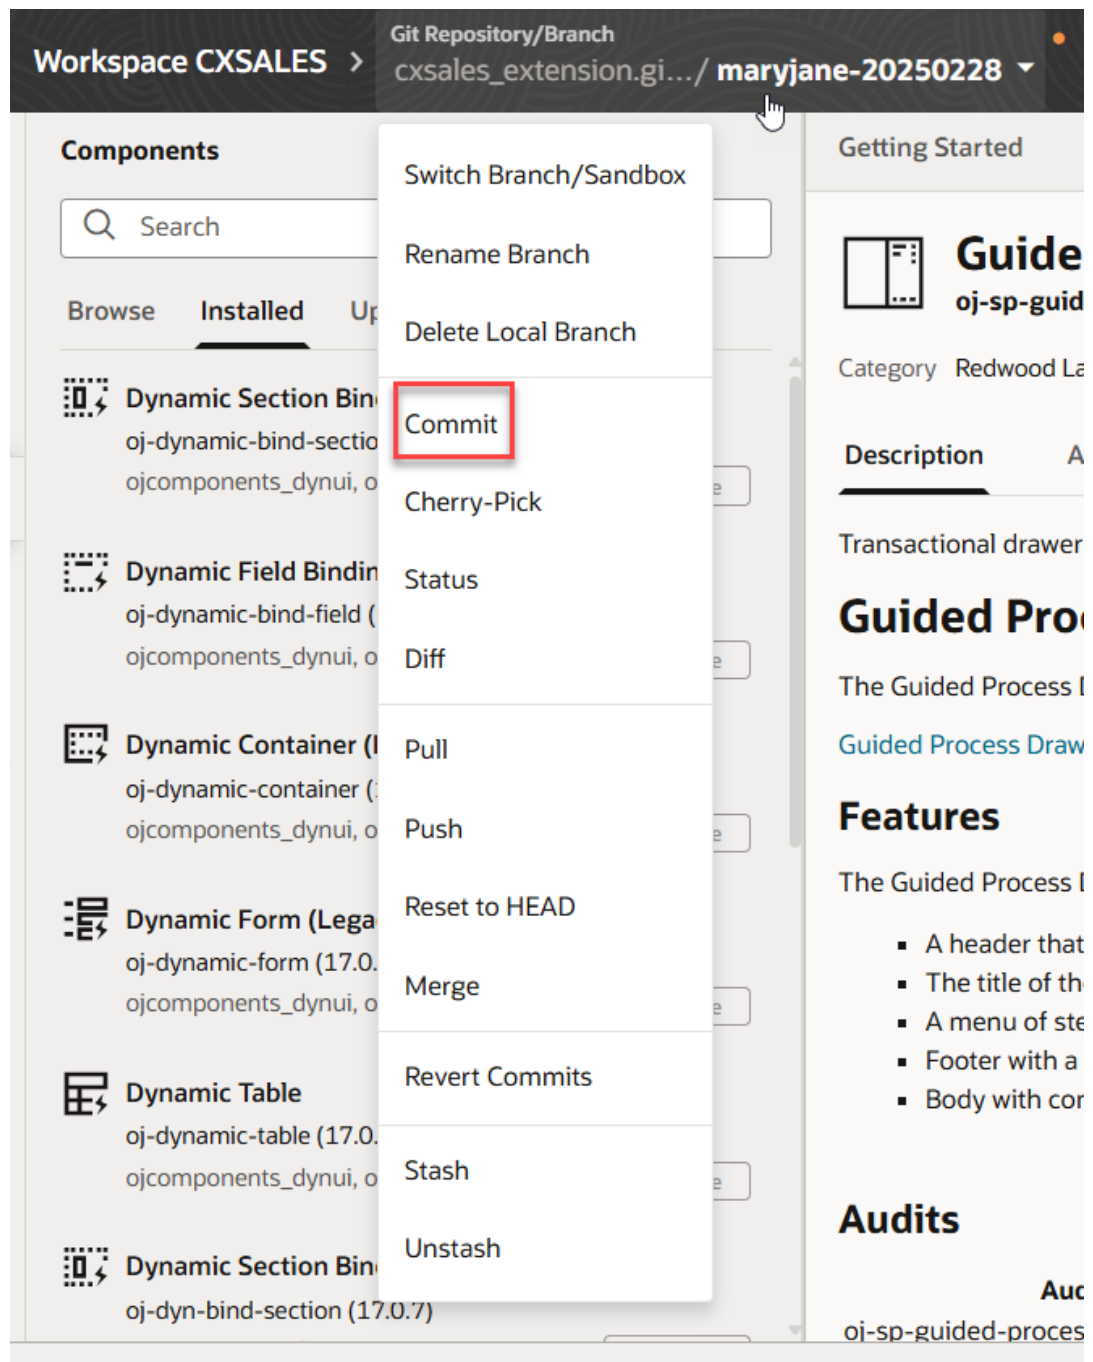 Workspace CXSALES >
Git Repository/Branch
cxsales_extension.gi.../ maryjane-20250228
Components
Search
Browse Installed Up
Dynamic Section Bin
oj-dynamic-bind-sectio
ojcomponents_dynui, o
Dynamic Field Bindin
oj-dynamic-bind-field (
ojcomponents_dynui, o
Dynamic Container (
oj-dynamic-container (
ojcomponents_dynui, o
Dynamic Form (Lega
oj-dynamic-form (17.0.
ojcomponents_dynui, o
Dynamic Table
oj-dynamic-table (17.0.
ojcomponents_dynui, o
Dynamic Section Bin
oj-dyn-bind-section (17.0.7)
Switch Branch/Sandbox
Rename Branch
Delete Local Branch
Commit
Cherry-Pick
Status
Diff
Pull
Push
Reset to HEAD
Merge
Revert Commits
Stash
Unstash
e
e
e
e
e
Getting Started
Guide
oj-sp-guid
Category Redwood La
Description A
Transactional drawer
Guided Pro
The Guided Process
Guided Process Draw
Features
The Guided Process
▪ A header that
▪ The title of th
▪ A menu of ste
▪ Footer with a
▪ Body with cor
Audits
Aud
oj-sp-guided-proces